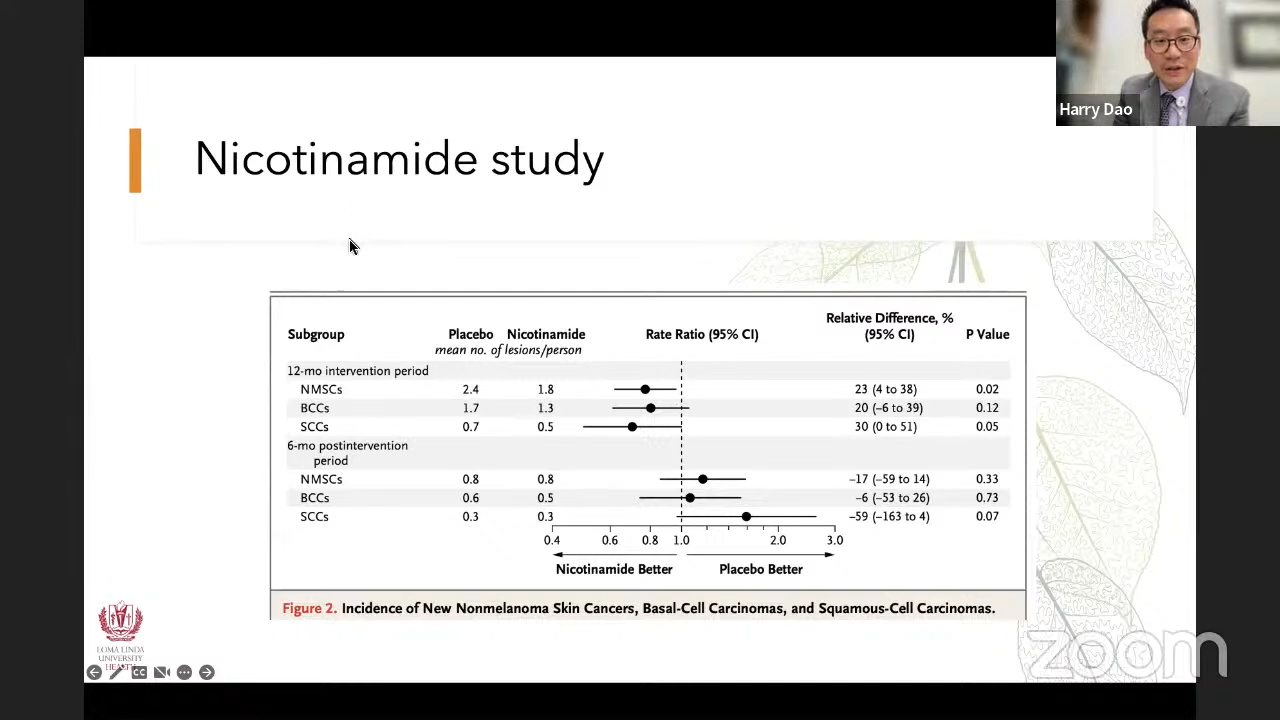 Harry Dao
Nicotinamide study
Subgroup Placebo Nicotinamide Rate Ratio (95% CI) Relative Difference, % (95% CI) P Value
mean no. of lesions/person
12-mo intervention period
NMSCs 2.4 1.8 23 (4 to 38) 0.02
BCCs 1.7 1.3 20 (–6 to 39) 0.12
SCCs 0.7 0.5 30 (0 to 51) 0.05
6-mo postintervention
period
NMSCs 0.8 0.8 –17 (–59 to 14) 0.33
BCCs 0.6 0.5 –6 (–53 to 26) 0.73
SCCs 0.3 0.3 –59 (–163 to 4) 0.07
0.4 0.6 0.8 1.0 2.0 3.0
Nicotinamide Better Placebo Better
Figure 2. Incidence of New Nonmelanoma Skin Cancers, Basal-Cell Carcinomas, and Squamous-Cell Carcinomas.
LOMA LINDA
UNIVERSITY
HEALTH
CC
zoom